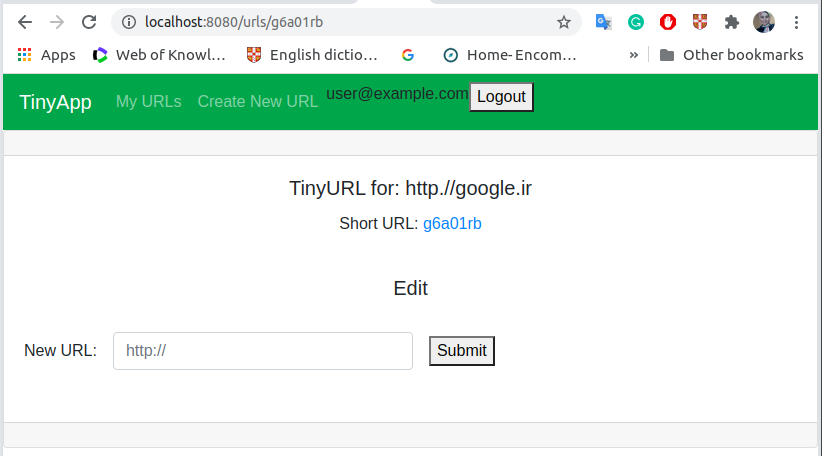 localhost:8080/urls/g6a01rb
Apps Web of Knowl… English dictio… Home- Encom… » Other bookmarks
TinyApp My URLs Create New URL user@example.com Logout
TinyURL for: http.//google.ir
Short URL: g6a01rb
Edit
New URL: http:// Submit